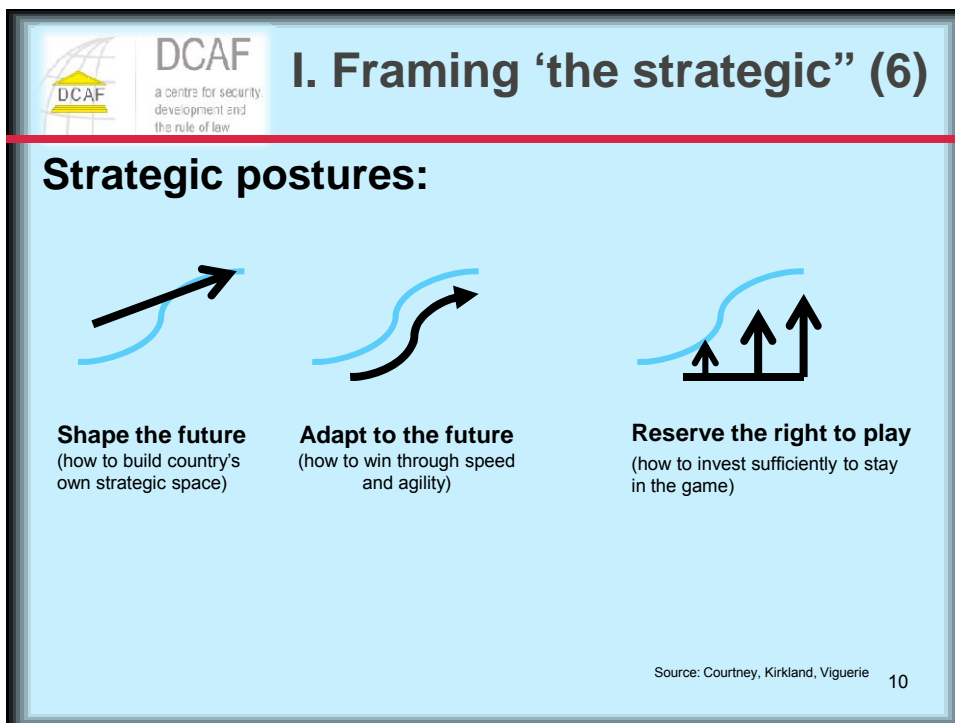 DCAF
DCAF
a centre for security,
development and
the rule of law
I. Framing ‘the strategic” (6)
Strategic postures:
Shape the future
(how to build country’s
own strategic space)
Adapt to the future
(how to win through speed
and agility)
Reserve the right to play
(how to invest sufficiently to stay
in the game)
Source: Courtney, Kirkland, Viguerie
10